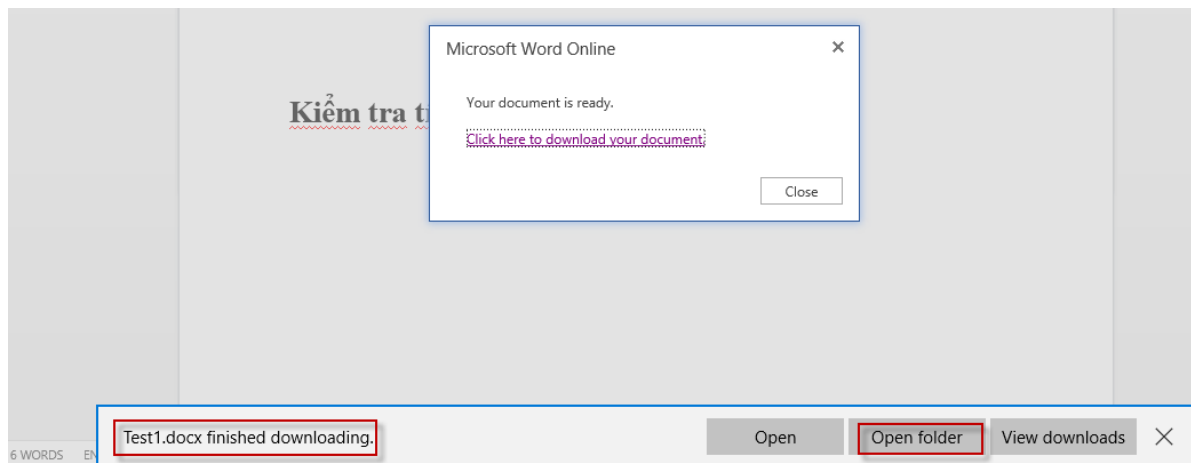 Microsoft Word Online
Kiểm tra
Your document is ready.
Click here to download your document.
Close
Test1.docx finished downloading.
Open
Open folder
View downloads
6 WORDS